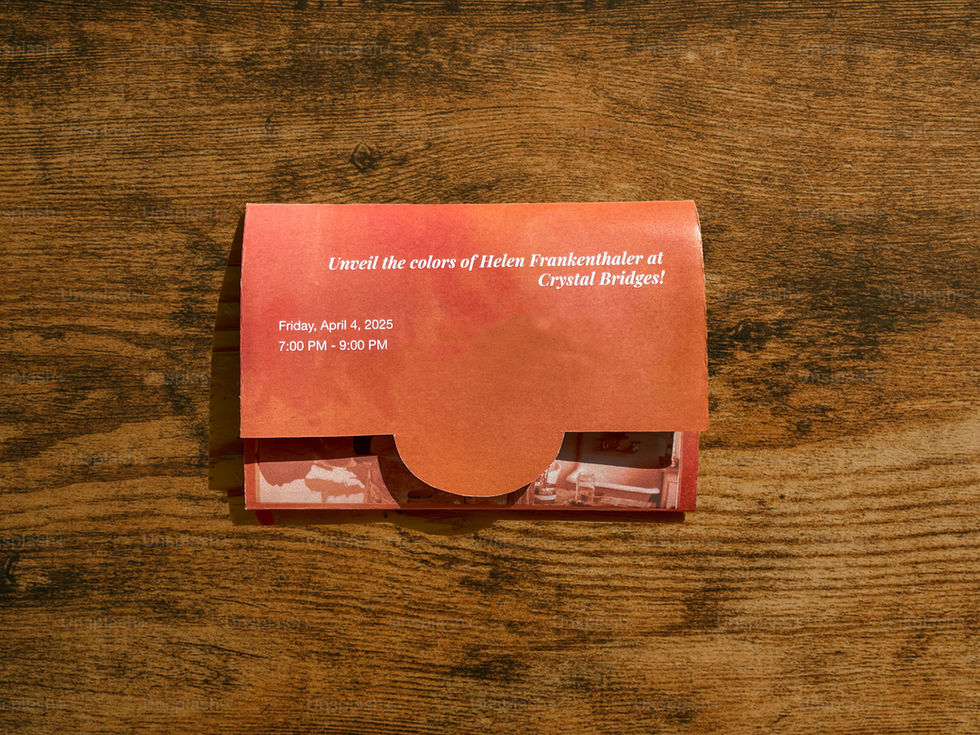 Unveil the colors of Helen Frankenthaler at
Crystal Bridges!
Friday, April 4, 2025
7:00 PM - 9:00 PM